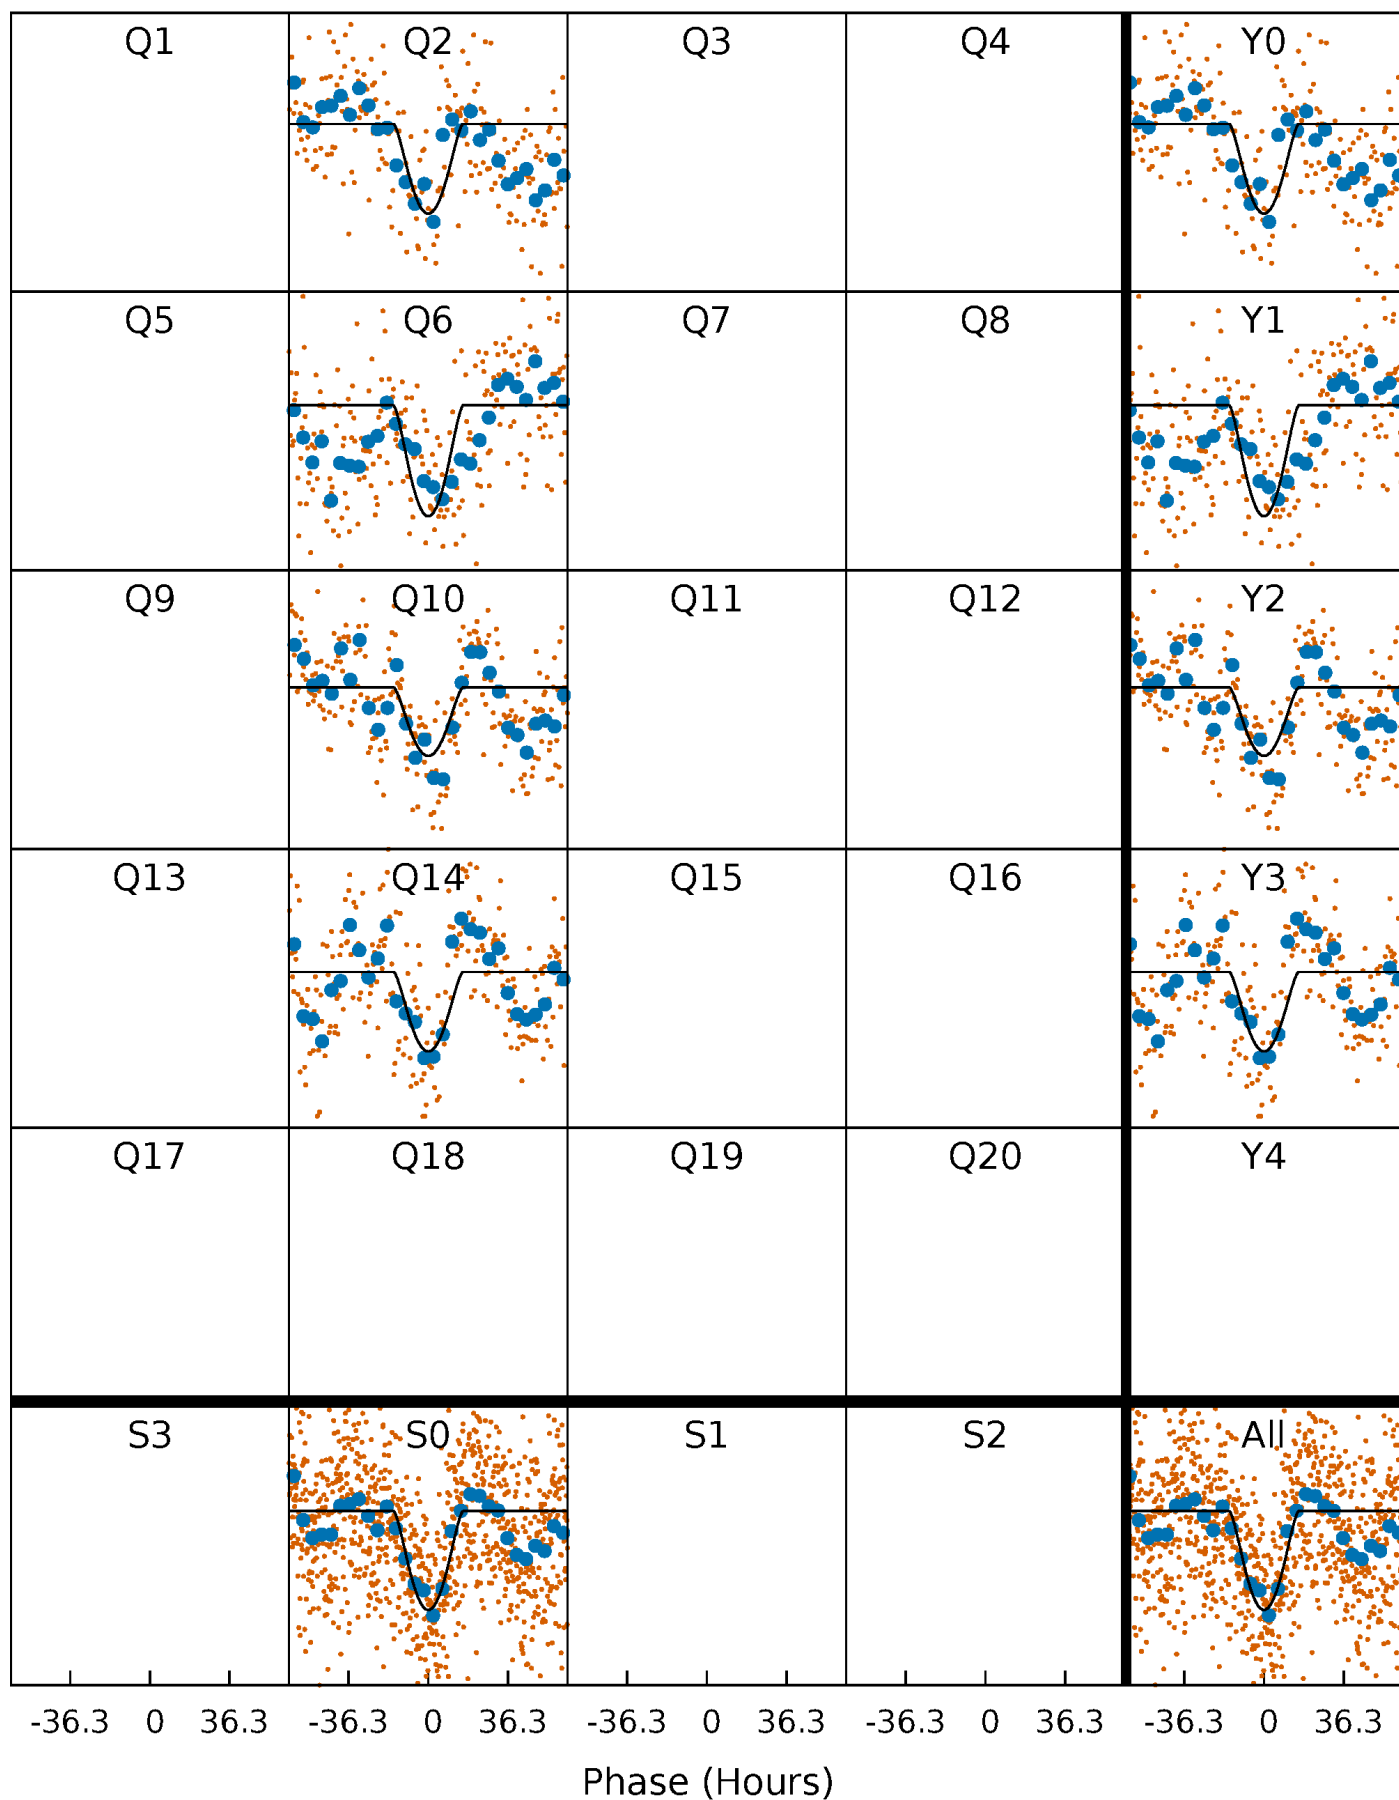 Q1 Q2 Q3 Q4 Y0
Q5 Q6 Q7 Q8 Y1
Q9 Q10 Q11 Q12 Y2
Q13 Q14 Q15 Q16 Y3
Q17 Q18 Q19 Q20 Y4
S3 S0 S1 S2 All
-36.3 0 36.3 -36.3 0 36.3 -36.3 0 36.3 -36.3 0 36.3 -36.3 0 36.3
Phase (Hours)